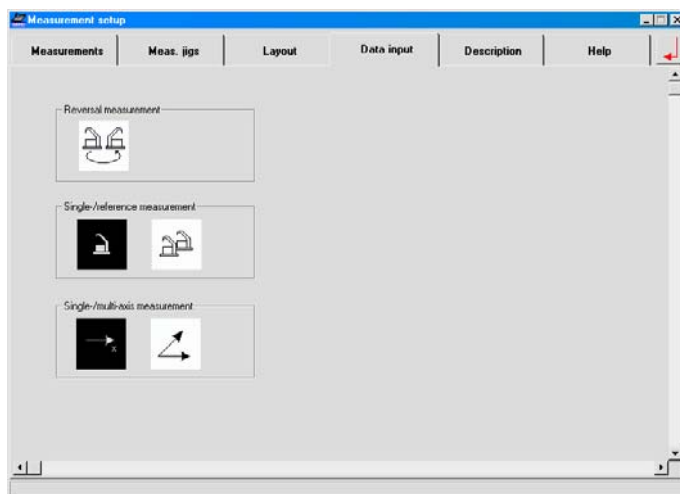 Measurement setup
Measurements Meas. jigs Layout Data input Description Help
Reversal measurement
Single-/reference measurement
Single-/multi-axis measurement
x